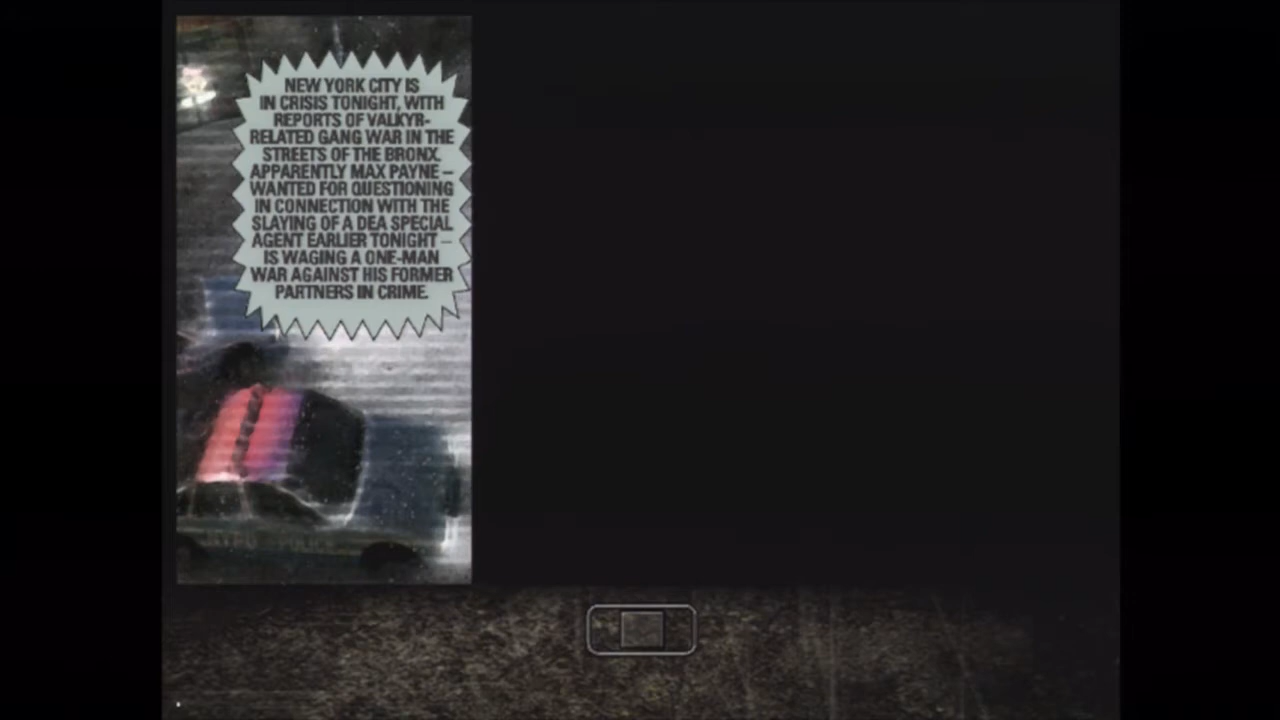 NEW YORK CITY IS
IN CRISIS TONIGHT, WITH
REPORTS OF VALKYR-
RELATED GANG WAR IN THE
STREETS OF THE BRONX.
APPARENTLY MAX PAYNE –
WANTED FOR QUESTIONING
IN CONNECTION WITH THE
SLAYING OF A DEA SPECIAL
AGENT EARLIER TONIGHT –
IS WAGING A ONE-MAN
WAR AGAINST HIS FORMER
PARTNERS IN CRIME.